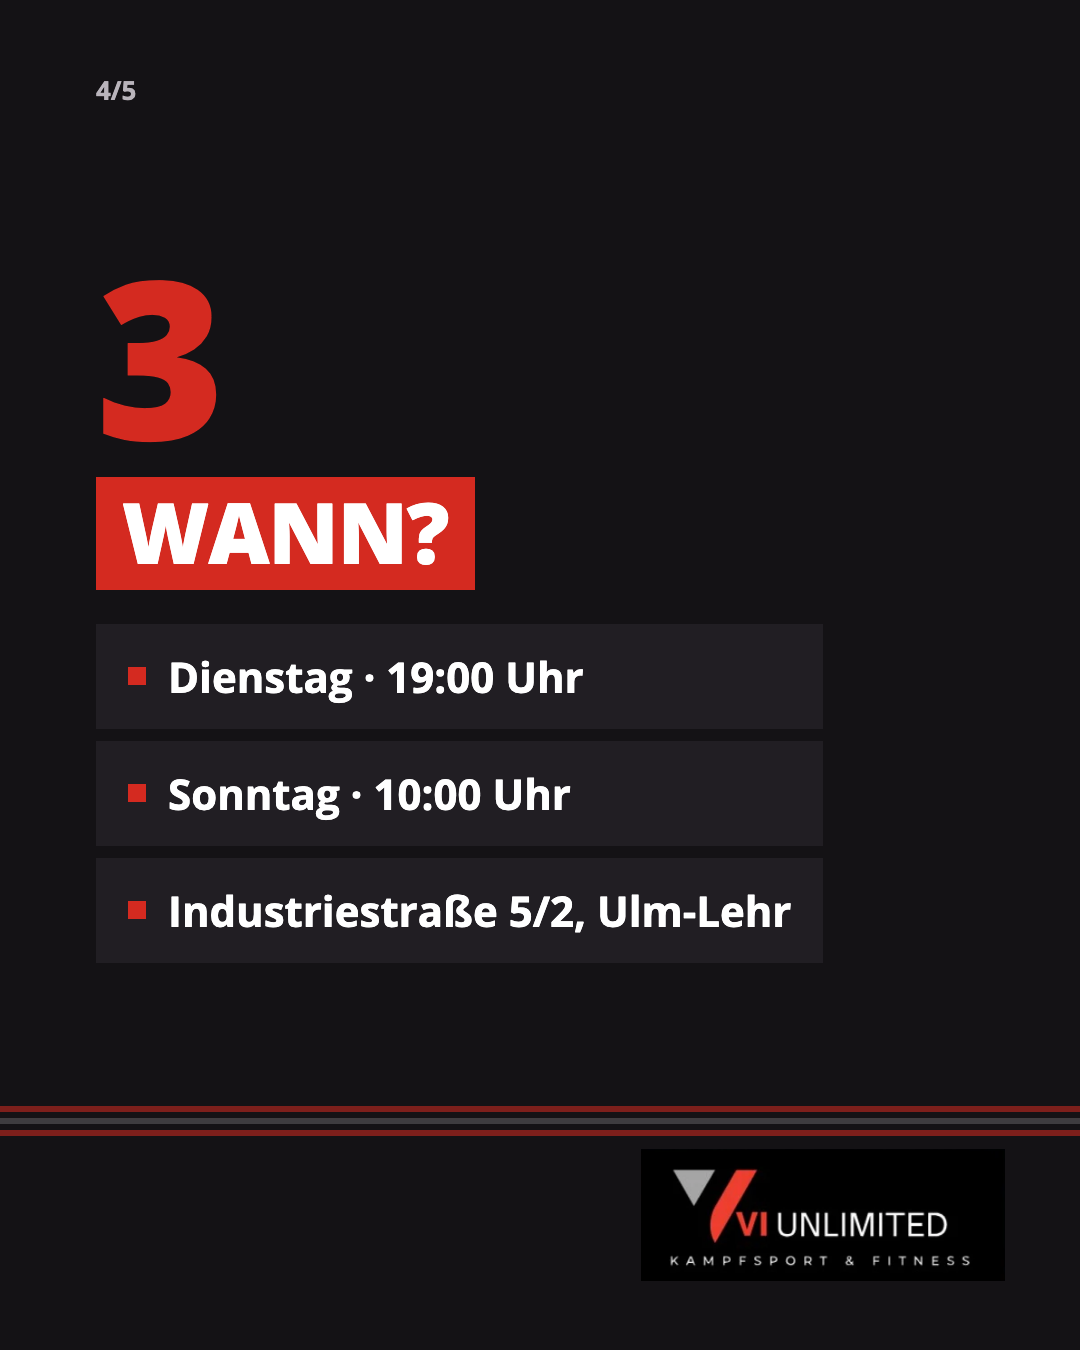 4/5
3
WANN?
Dienstag · 19:00 Uhr
Sonntag · 10:00 Uhr
Industriestraße 5/2, Ulm-Lehr
VI UNLIMITED
KAMPFSPORT & FITNESS